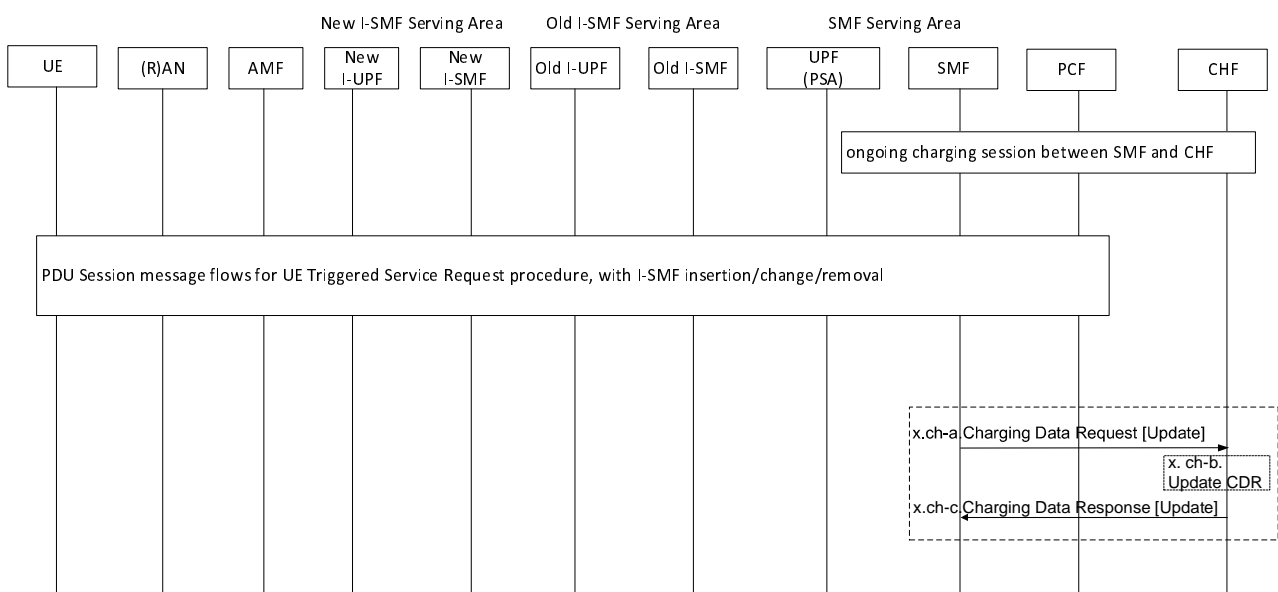 New I-SMF Serving Area
Old I-SMF Serving Area
SMF Serving Area
UE
(R)AN
AMF
New
I-UPF
New
I-SMF
Old I-UPF
Old I-SMF
UPF
(PSA)
SMF
PCF
CHF
ongoing charging session between SMF and CHF
PDU Session message flows for UE Triggered Service Request procedure, with I-SMF insertion/change/removal
x.ch-a.Charging Data Request [Update]
x. ch-b.
Update CDR
x.ch-c.Charging Data Response [Update]